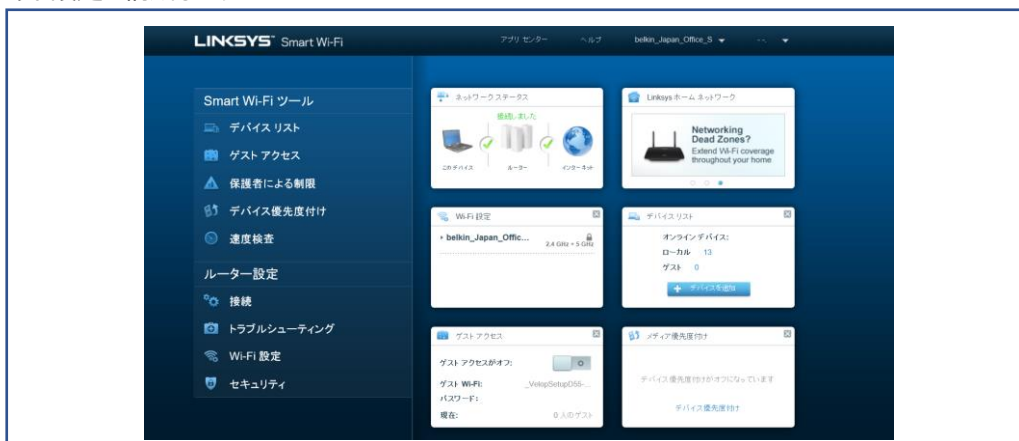 LINKSYS Smart Wi-Fi
アプリ センター ヘルプ belkin_Japan_Office_S
Smart Wi-Fi ツール
デバイス リスト
ゲスト アクセス
保護者による制限
デバイス優先度付け
速度検査
ルーター設定
接続
トラブルシューティング
Wi-Fi 設定
セキュリティ
ネットワークステータス
接続しました
このデバイス ルーター インターネット
Linksys ホーム ネットワーク
Networking
Dead Zones?
Extend Wi-Fi coverage
throughout your home
Wi-Fi 設定
belkin_Japan_Offic...
2.4 GHz + 5 GHz
デバイス リスト
オンライン デバイス:
ローカル 13
ゲスト 0
デバイスを追加
ゲスト アクセス
ゲスト アクセスがオフ:
ゲスト Wi-Fi: _VelopSetupD55-...
パスワード:
現在: 0 人のゲスト
メディア優先度付け
デバイス優先度付けがオフになっています
デバイス優先度付け